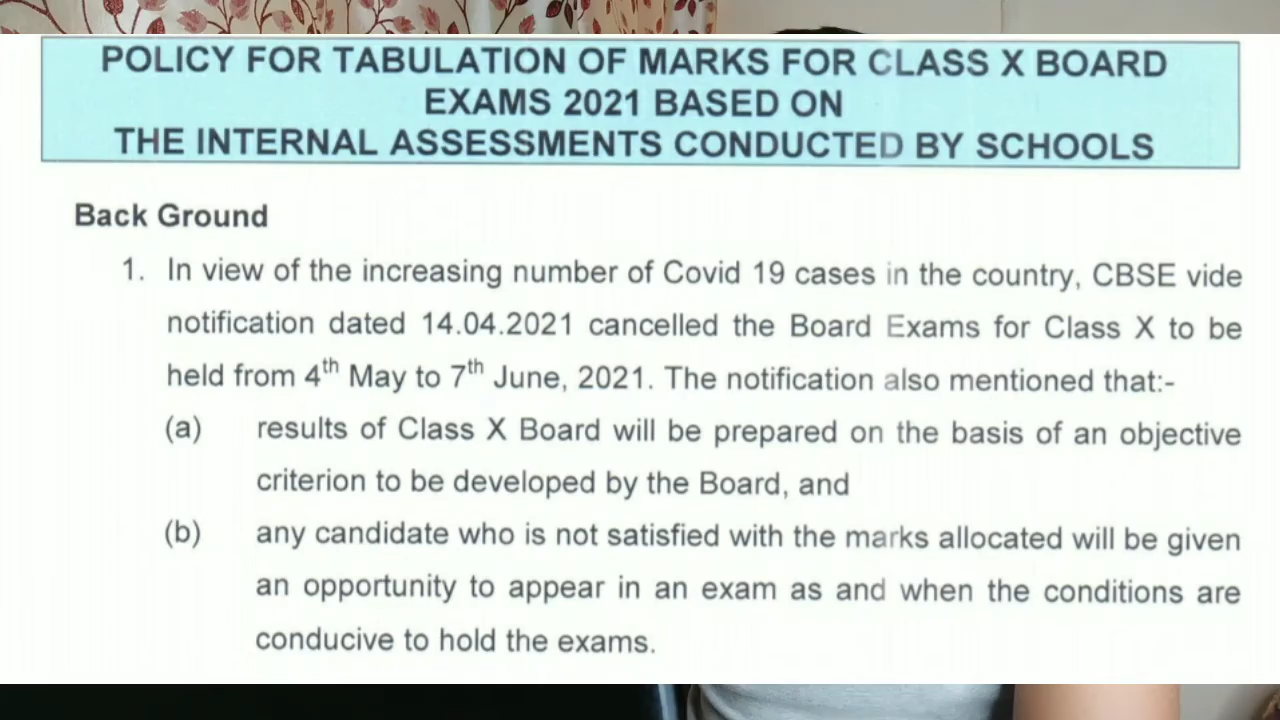 POLICY FOR TABULATION OF MARKS FOR CLASS X BOARD
EXAMS 2021 BASED ON
THE INTERNAL ASSESSMENTS CONDUCTED BY SCHOOLS
Back Ground
1. In view of the increasing number of Covid 19 cases in the country, CBSE vide
notification dated 14.04.2021 cancelled the Board Exams for Class X to be
held from 4th May to 7th June, 2021. The notification also mentioned that:-
(a) results of Class X Board will be prepared on the basis of an objective
criterion to be developed by the Board, and
(b) any candidate who is not satisfied with the marks allocated will be given
an opportunity to appear in an exam as and when the conditions are
conducive to hold the exams.